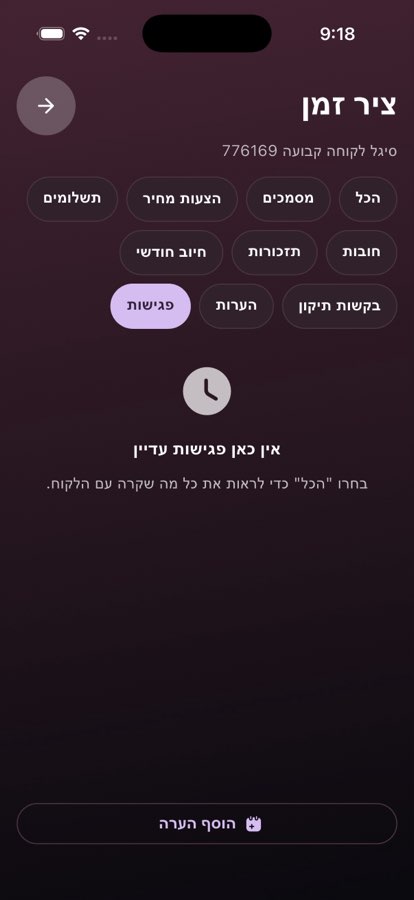 9:18
ציר זמן
סיגל לקוחה קבועה 776169
הכל מסמכים הצעות מחיר תשלומים
חובות תזכורות חיוב חודשי
בקשות תיקון הערות פגישות
אין כאן פגישות עדיין
בחרו "הכל" כדי לראות את כל מה שקרה עם הלקוח.
הוסף הערה